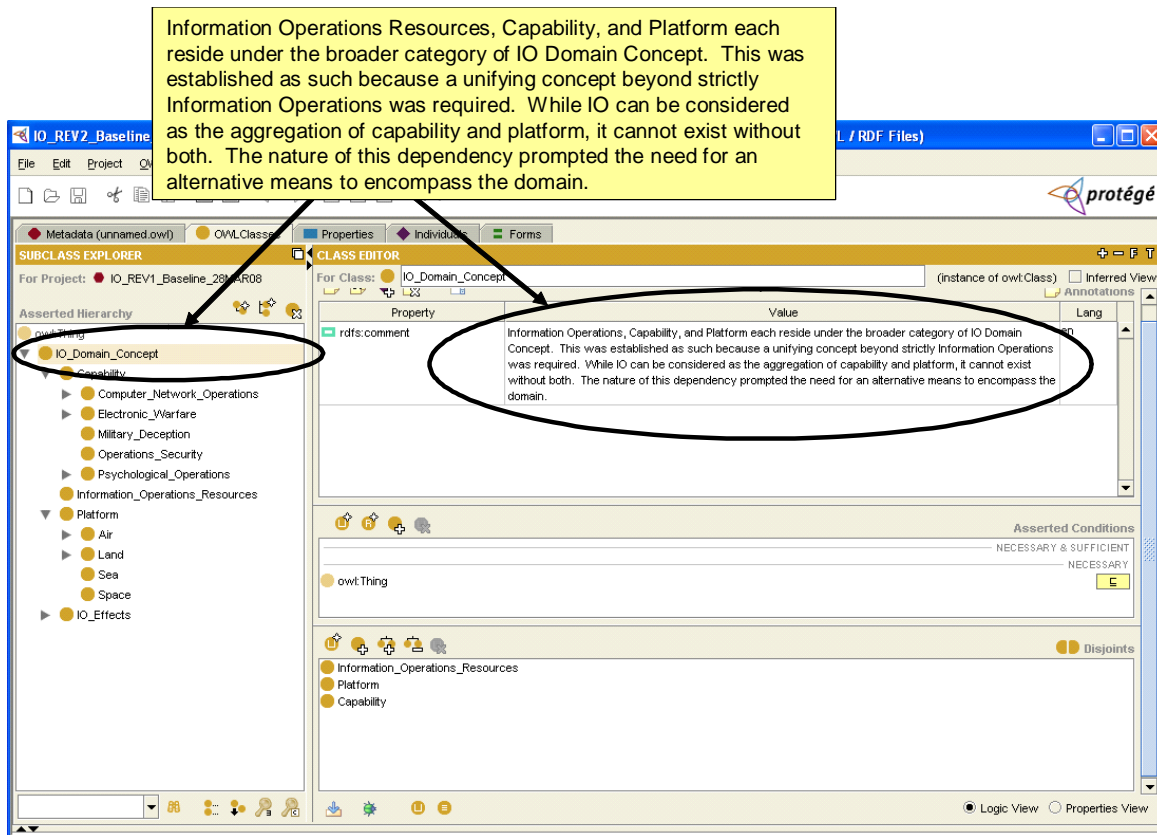 Information Operations Resources, Capability, and Platform each
reside under the broader category of IO Domain Concept. This was
established as such because a unifying concept beyond strictly
Information Operations was required. While IO can be considered
as the aggregation of capability and platform, it cannot exist without
both. The nature of this dependency prompted the need for an
alternative means to encompass the domain.
IO_REV2_Baseline L / RDF Files)
File Edit Project
protégé
Metadata (unnamed.owl) OWLClasses Properties Individuals Forms
SUBCLASS EXPLORER
For Project: IO_REV1_Baseline_28MAR08
Asserted Hierarchy
owl:Thing
IO_Domain_Concept
Capability
Computer_Network_Operations
Electronic_Warfare
Military_Deception
Operations_Security
Psychological_Operations
Information_Operations_Resources
Platform
Air
Land
Sea
Space
IO_Effects
CLASS EDITOR
For Class: IO_Domain_Concept (instance of owl:Class) Inferred View
Annotations
Property Value Lang
rdfs:comment Information Operations, Capability, and Platform each reside under the broader category of IO Domain en
Concept. This was established as such because a unifying concept beyond strictly Information Operations
was required. While IO can be considered as the aggregation of capability and platform, it cannot exist
without both. The nature of this dependency prompted the need for an alternative means to encompass the
domain.
Asserted Conditions
NECESSARY & SUFFICIENT
NECESSARY
owl:Thing
Disjoints
Information_Operations_Resources
Platform
Capability
Logic View Properties View